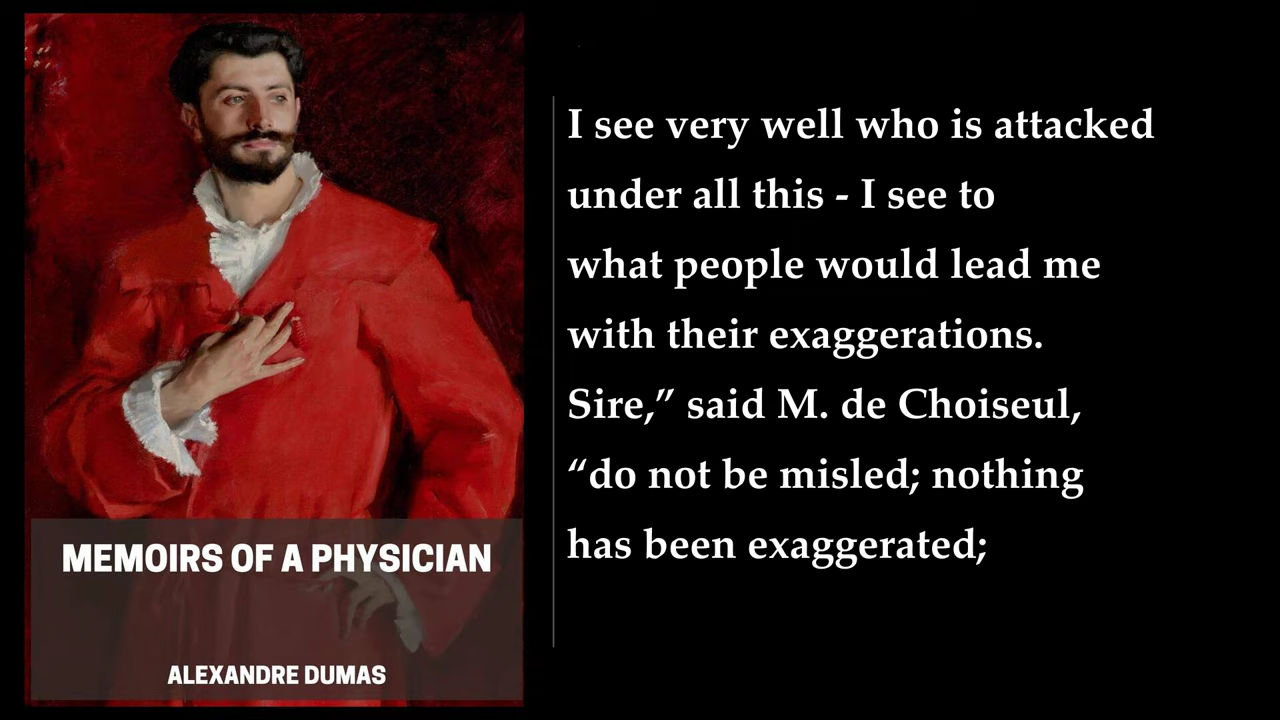 MEMOIRS OF A PHYSICIAN
ALEXANDRE DUMAS
I see very well who is attacked
under all this - I see to
what people would lead me
with their exaggerations.
Sire,” said M. de Choiseul,
“do not be misled; nothing
has been exaggerated;